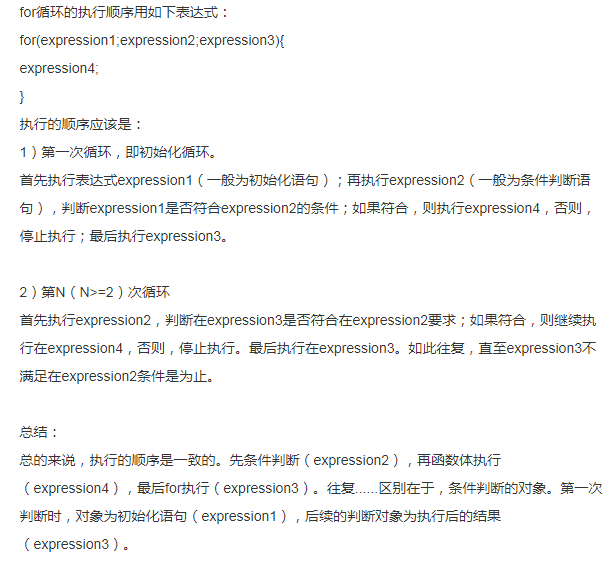 for循环的执行顺序用如下表达式：
for(expression1;expression2;expression3){
expression4;
}
执行的顺序应该是：
1）第一次循环，即初始化循环。
首先执行表达式expression1（一般为初始化语句）；再执行expression2（一般为条件判断语
句），判断expression1是否符合expression2的条件；如果符合，则执行expression4，否则，
停止执行；最后执行expression3。
2）第N（N>=2）次循环
首先执行expression2，判断在expression3是否符合在expression2要求；如果符合，则继续执
行在expression4，否则，停止执行。最后执行在expression3。如此往复，直至expression3不
满足在expression2条件是为止。
总结：
总的来说，执行的顺序是一致的。先条件判断（expression2），再函数体执行
（expression4），最后for执行（expression3）。往复......区别在于，条件判断的对象。第一次
判断时，对象为初始化语句（expression1），后续的判断对象为执行后的结果
（expression3）。